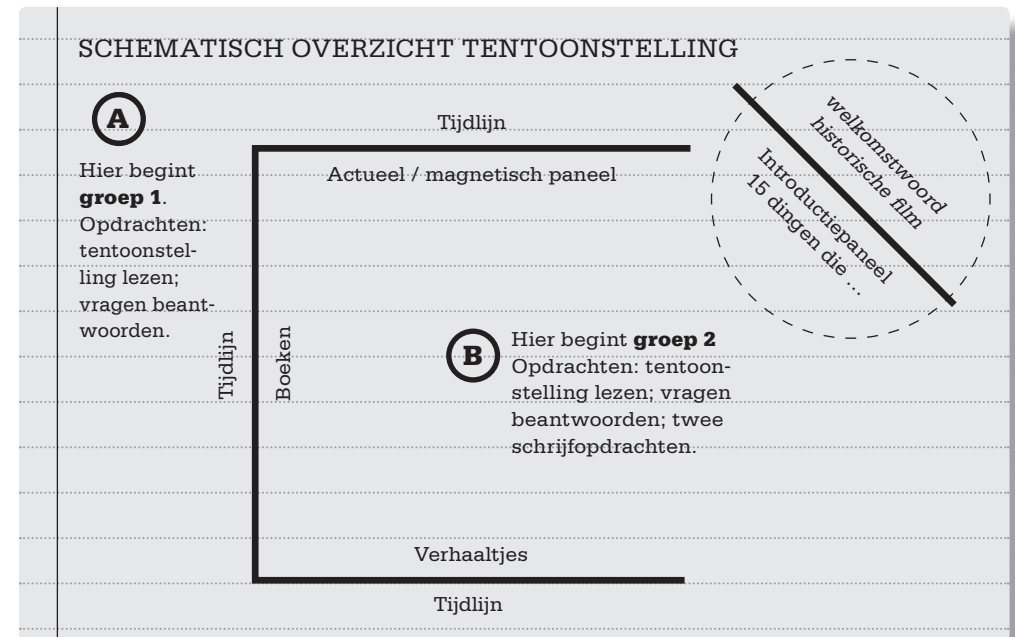 SCHEMATISCH OVERZICHT TENTOONSTELLING
A
Hier begint
groep 1.
Opdrachten:
tentoonstel-
ling lezen;
vragen beant-
woorden.
Tijdlijn
Actueel / magnetisch paneel
welkomstwoord
historische film
Introductiepaneel
15 dingen die ...
Tijdlijn
Boeken
B
Hier begint groep 2
Opdrachten: tentoon-
stelling lezen; vragen
beantwoorden; twee
schrijfopdrachten.
Verhaaltjes
Tijdlijn